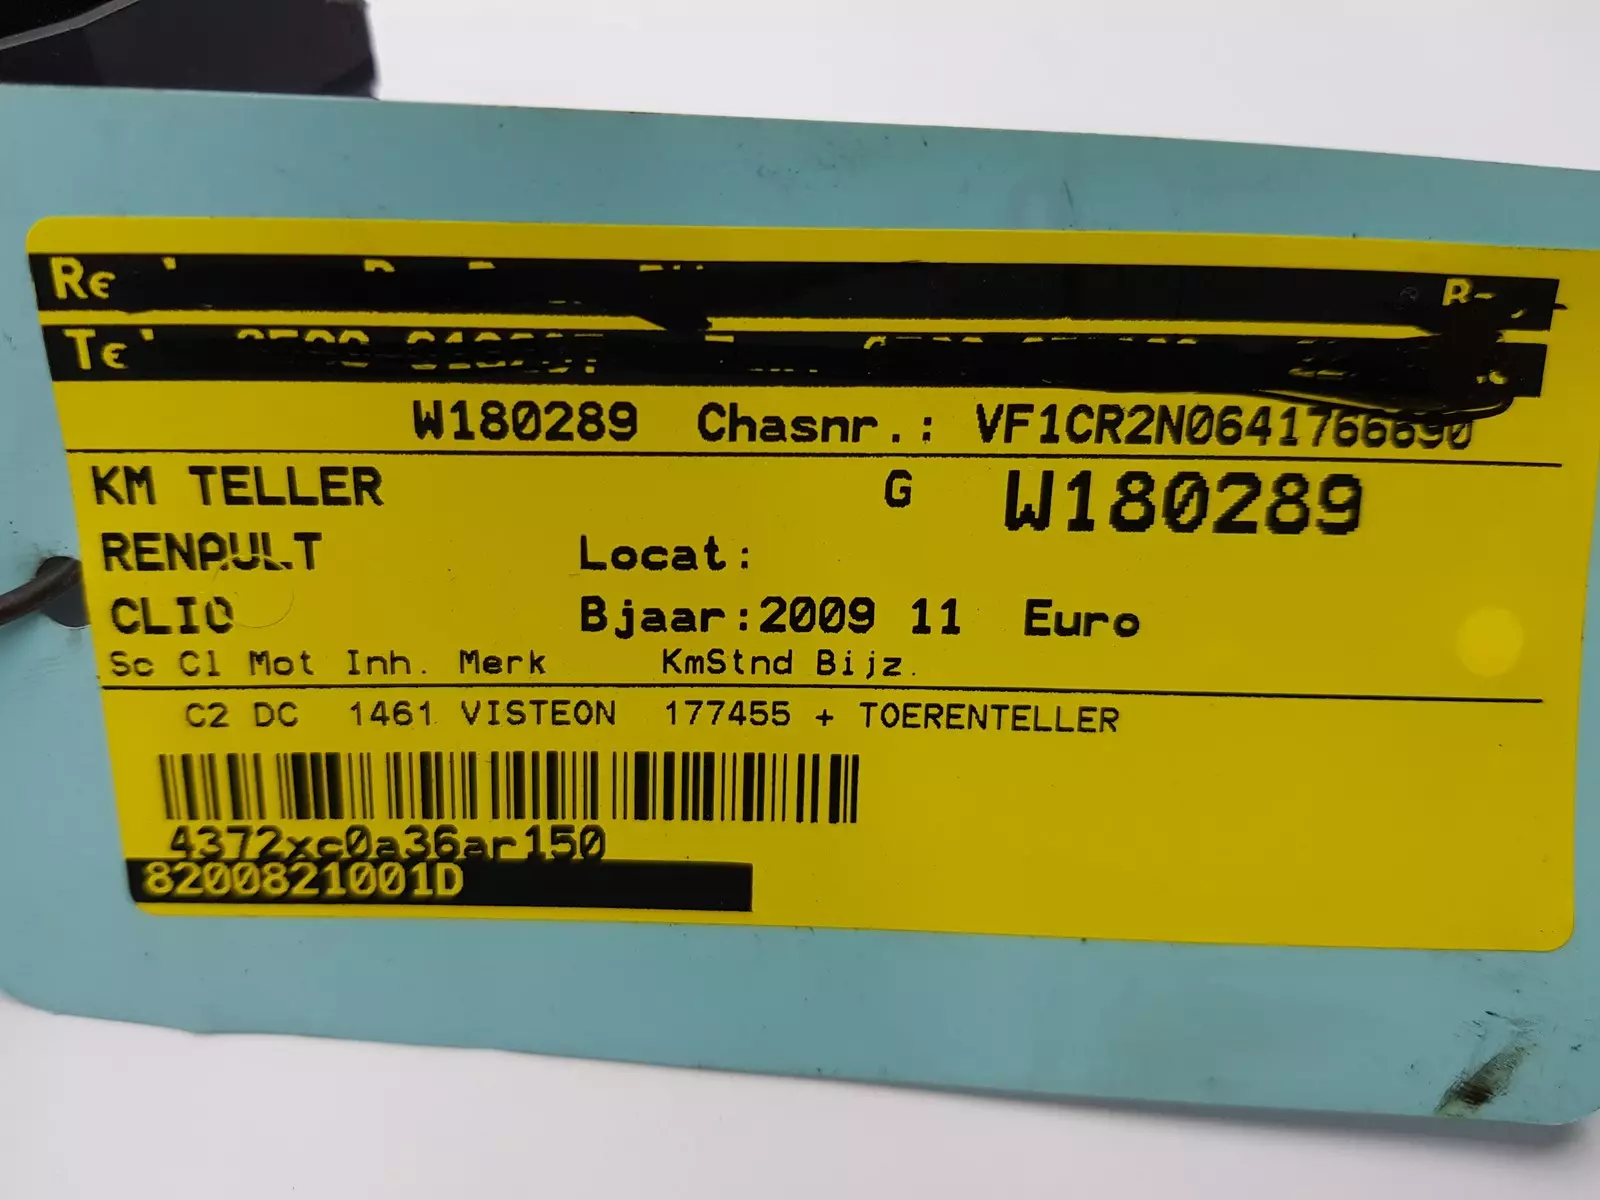 W180289 Chasnr.: VF1CR2N0641766690
KM TELLER G W180289
RENAULT Locat:
CLIO Bjaar:2009 11 Euro
Sc Cl Mot Inh. Merk KmStnd Bijz.
C2 DC 1461 VISTEON 177455 + TOERENTELLER
4372xc0a36ar150
8200821001D